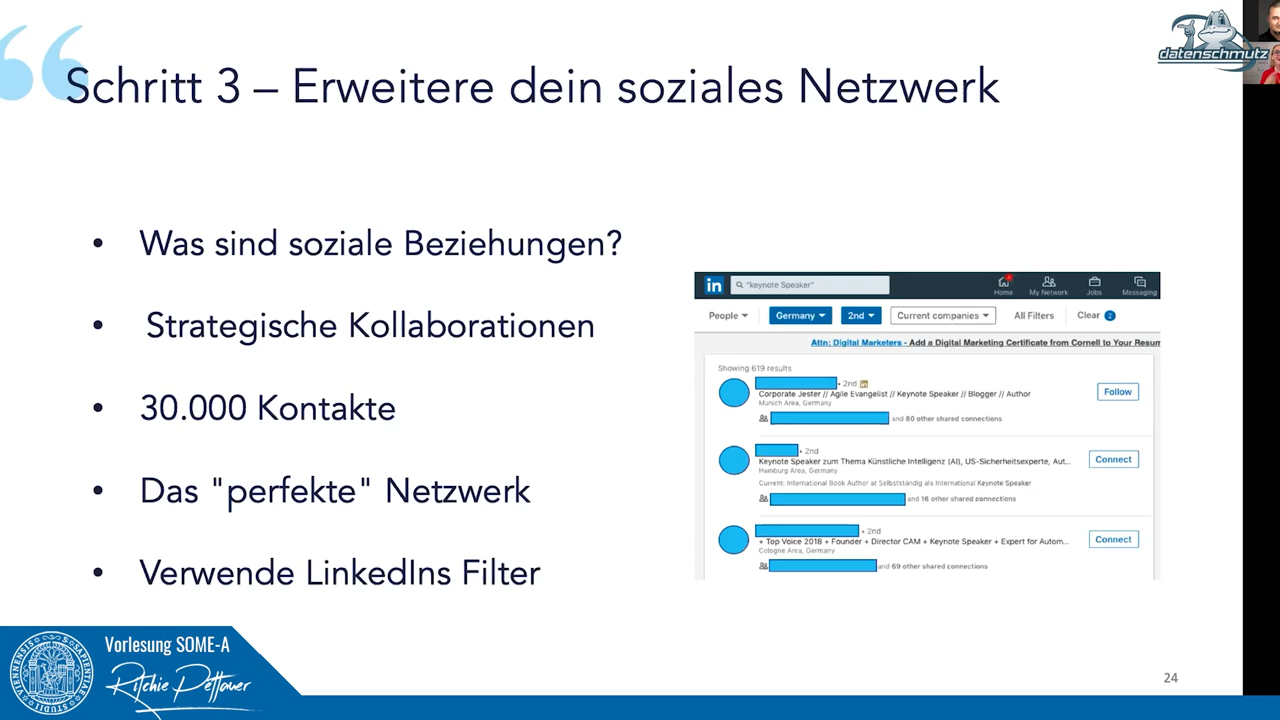 datenschmutz
Schritt 3 – Erweitere dein soziales Netzwerk
• Was sind soziale Beziehungen?
• Strategische Kollaborationen
• 30.000 Kontakte
• Das "perfekte" Netzwerk
• Verwende LinkedIns Filter
in "keynote Speaker" Home My Network Jobs Messaging
People Germany 2nd Current companies All Filters Clear 2
Attn: Digital Marketers - Add a Digital Marketing Certificate from Cornell to Your Resum
Showing 619 results
• 2nd in
Corporate Jester // Agile Evangelist // Keynote Speaker // Blogger // Author
Follow
Munich Area, Germany
and 80 other shared connections
• 2nd
Keynote Speaker zum Thema Künstliche Intelligenz (AI), US-Sicherheitsexperte, Aut...
Connect
Hamburg Area, Germany
Current: International Book Author at Selbstständig als International Keynote Speaker
and 16 other shared connections
• 2nd
+ Top Voice 2018 + Founder + Director CAM + Keynote Speaker + Expert for Autom...
Connect
Cologne Area, Germany
and 69 other shared connections
Vorlesung SOME-A
Ritchie Pettauer
24